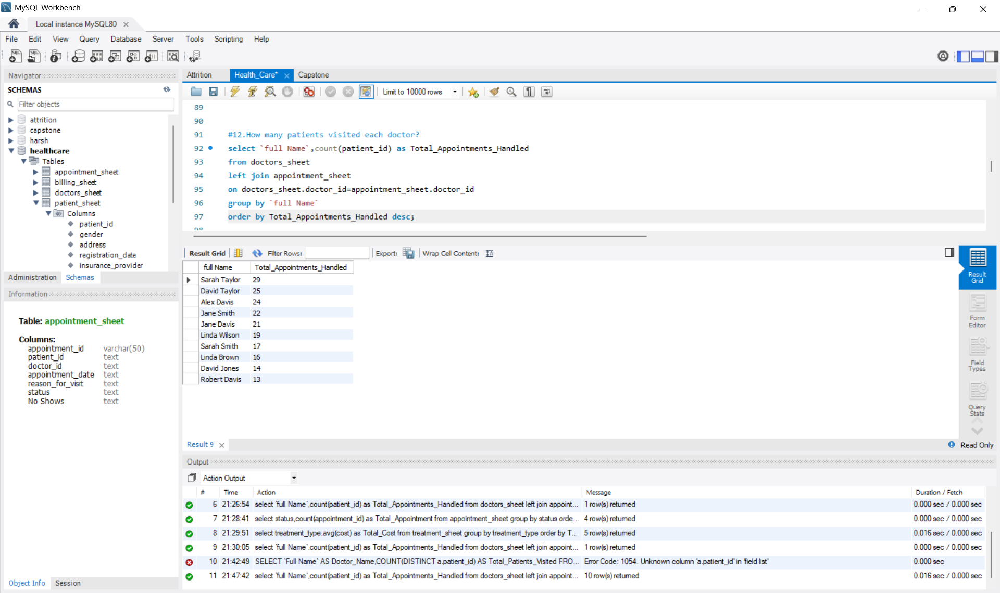 MySQL Workbench
Local instance MySQL80
File Edit View Query Database Server Tools Scripting Help
Navigator
SCHEMAS
Filter objects
attrition
capstone
harsh
healthcare
Tables
appointment_sheet
billing_sheet
doctors_sheet
patient_sheet
Columns
patient_id
gender
address
registration_date
insurance_provider
Administration Schemas
Information
Table: appointment_sheet
Columns:
appointment_id varchar(50)
patient_id text
doctor_id text
appointment_date text
reason_for_visit text
status text
No Shows text
Object Info Session
Attrition Health_Care* Capstone
Limit to 10000 rows
89
90
91 #12.How many patients visited each doctor?
92 select `full Name`,count(patient_id) as Total_Appointments_Handled
93 from doctors_sheet
94 left join appointment_sheet
95 on doctors_sheet.doctor_id=appointment_sheet.doctor_id
96 group by `full Name`
97 order by Total_Appointments_Handled desc;
98
Result Grid Filter Rows: Export: Wrap Cell Content:
full Name Total_Appointments_Handled
Sarah Taylor 29
David Taylor 25
Alex Davis 24
Jane Smith 22
Jane Davis 21
Linda Wilson 19
Sarah Smith 17
Linda Brown 16
David Jones 14
Robert Davis 13
Result
Grid
Form
Editor
Field
Types
Query
Stats
Result 9
Read Only
Output
Action Output
# Time Action Message Duration / Fetch
6 21:26:54 select `full Name`,count(patient_id) as Total_Appointments_Handled from doctors_sheet left join appoint... 1 row(s) returned 0.000 sec / 0.000 sec
7 21:28:41 select status,count(appointment_id) as Total_Appointment from appointment_sheet group by status orde... 4 row(s) returned 0.000 sec / 0.000 sec
8 21:29:51 select treatment_type,avg(cost) as Total_Cost from treatment_sheet group by treatment_type order by T... 5 row(s) returned 0.016 sec / 0.000 sec
9 21:30:05 select `full Name`,count(patient_id) as Total_Appointments_Handled from doctors_sheet left join appoint... 1 row(s) returned 0.000 sec / 0.000 sec
10 21:42:49 SELECT `Full Name` AS Doctor_Name,COUNT(DISTINCT a.patient_id) AS Total_Patients_Visited FRO... Error Code: 1054. Unknown column 'a.patient_id' in 'field list' 0.000 sec
11 21:47:42 select `full Name`,count(patient_id) as Total_Appointments_Handled from doctors_sheet left join appoint... 10 row(s) returned 0.016 sec / 0.000 sec